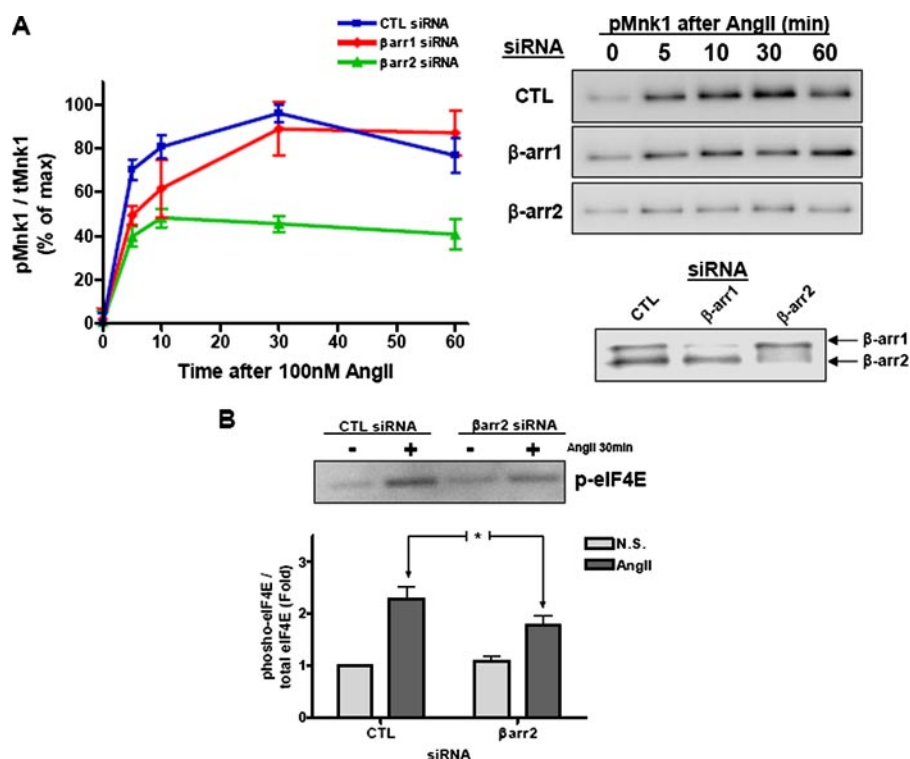 A
CTL siRNA
βarr1 siRNA
βarr2 siRNA
pMnk1 / tMnk1
(% of max)
100
80
60
40
20
0
0 10 20 30 40 50 60
Time after 100nM AngII
pMnk1 after AngII (min)
siRNA 0 5 10 30 60
CTL
β-arr1
β-arr2
siRNA
CTL β-arr1 β-arr2
β-arr1
β-arr2
B
CTL siRNA βarr2 siRNA
- + - + AngII 30min
p-eIF4E
* N.S.
AngII
phosho-eIF4E /
total eIF4E (Fold)
3
2
1
0
CTL βarr2
siRNA